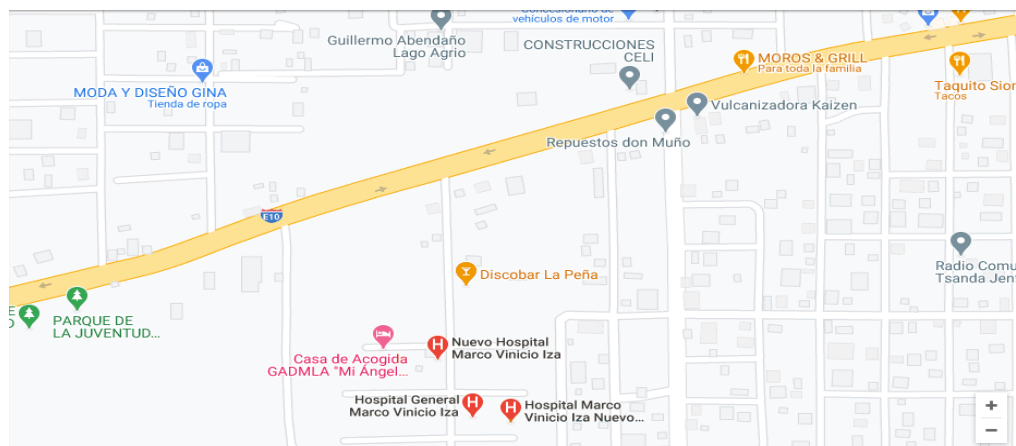 Concesionario de
vehículos de motor
Guillermo Abendaño
Lago Agrio
CONSTRUCCIONES
CELI
MOROS & GRILL
Para toda la familia
MODA Y DISEÑO GINA
Tienda de ropa
Taquito Sion
Tacos
Vulcanizadora Kaizen
Repuestos don Muño
E10
Radio Comu
Tsanda Jen
Discobar La Peña
PARQUE DE
LA JUVENTUD...
Nuevo Hospital
Marco Vinicio Iza
Casa de Acogida
GADMLA "Mi Ángel...
Hospital General
Marco Vinicio Iza
Hospital Marco
Vinicio Iza Nuevo...